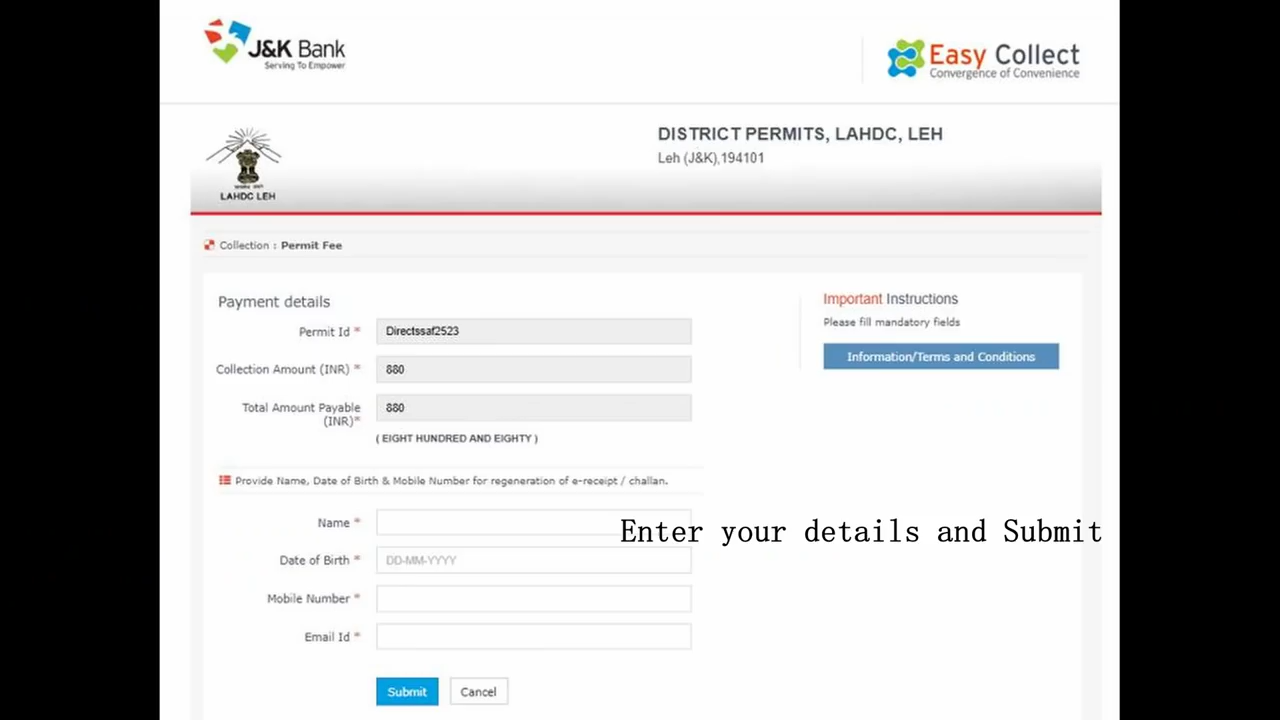 J&K Bank
Serving To Empower
Easy Collect
Convergence of Convenience
LAHDC LEH
DISTRICT PERMITS, LAHDC, LEH
Leh (J&K),194101
Collection : Permit Fee
Payment details
Permit Id * Directssaf2523
Collection Amount (INR) * 880
Total Amount Payable (INR)* 880
( EIGHT HUNDRED AND EIGHTY )
Important Instructions
Please fill mandatory fields
Information/Terms and Conditions
Provide Name, Date of Birth & Mobile Number for regeneration of e-receipt / challan.
Name *
Enter your details and Submit
Date of Birth * DD-MM-YYYY
Mobile Number *
Email Id *
Submit Cancel